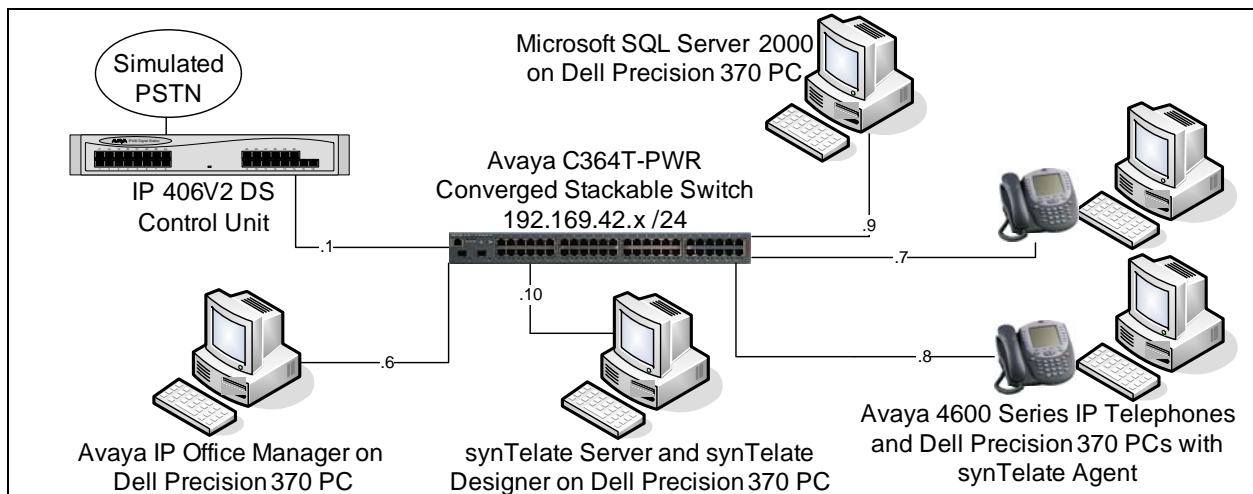 Simulated
PSTN
AVAYA
IP 406V2 DS
Control Unit
Microsoft SQL Server 2000
on Dell Precision 370 PC
Avaya C364T-PWR
Converged Stackable Switch
192.169.42.x /24
.1
.9
.7
.10
.6
.8
Avaya IP Office Manager on
Dell Precision 370 PC
synTelate Server and synTelate
Designer on Dell Precision 370 PC
Avaya 4600 Series IP Telephones
and Dell Precision 370 PCs with
synTelate Agent